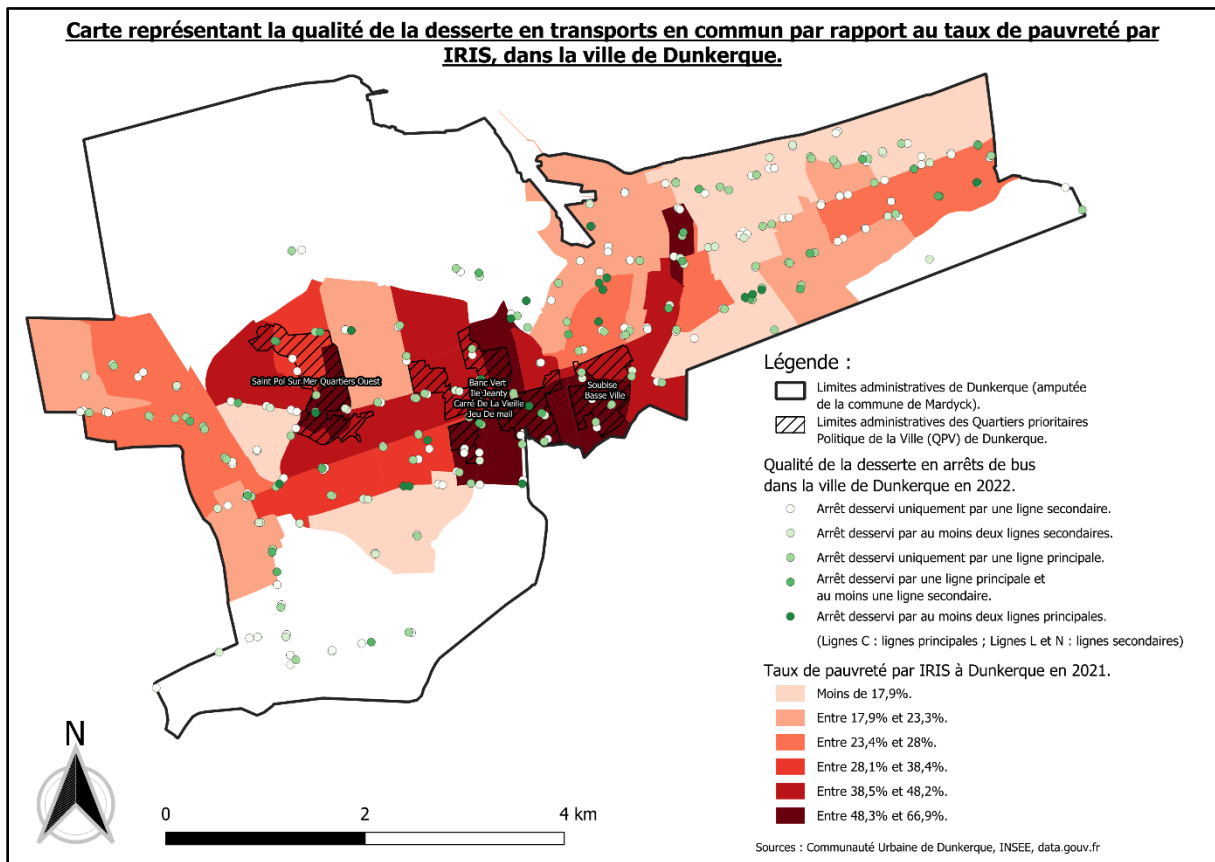 Carte représentant la qualité de la desserte en transports en commun par rapport au taux de pauvreté par
IRIS, dans la ville de Dunkerque.
Saint Pol Sur Mer Quartiers Ouest
Banc Vert
Ile Jeanty
Carré De La Vieille
Jeu De mail
Soubise
Basse Ville
Légende :
Limites administratives de Dunkerque (amputée
de la commune de Mardyck).
Limites administratives des Quartiers prioritaires
Politique de la Ville (QPV) de Dunkerque.
Qualité de la desserte en arrêts de bus
dans la ville de Dunkerque en 2022.
Arrêt desservi uniquement par une ligne secondaire.
Arrêt desservi par au moins deux lignes secondaires.
Arrêt desservi uniquement par une ligne principale.
Arrêt desservi par une ligne principale et
au moins une ligne secondaire.
Arrêt desservi par au moins deux lignes principales.
(Lignes C : lignes principales ; Lignes L et N : lignes secondaires)
Taux de pauvreté par IRIS à Dunkerque en 2021.
Moins de 17,9%.
Entre 17,9% et 23,3%.
Entre 23,4% et 28%.
Entre 28,1% et 38,4%.
Entre 38,5% et 48,2%.
Entre 48,3% et 66,9%.
N
0 2 4 km
Sources : Communauté Urbaine de Dunkerque, INSEE, data.gouv.fr